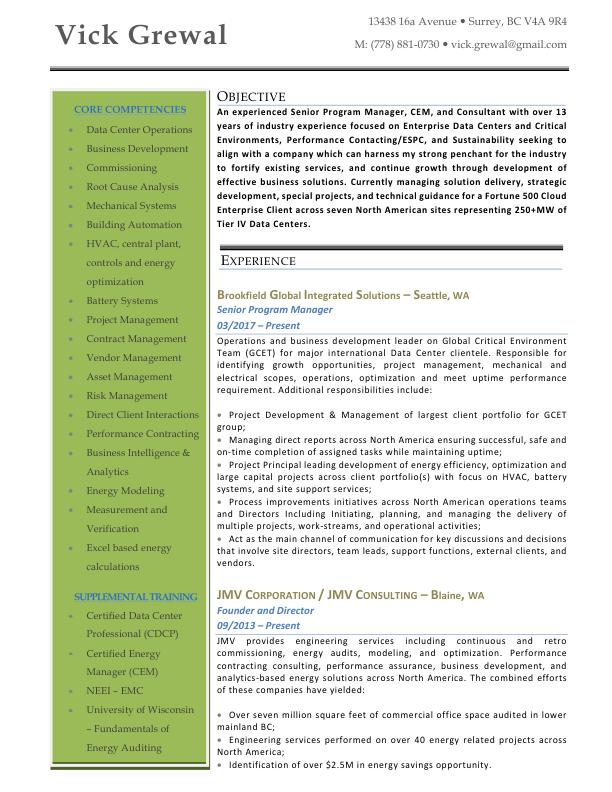 Vick Grewal
13438 16a Avenue • Surrey, BC V4A 9R4
M: (778) 881-0730 • vick.grewal@gmail.com
CORE COMPETENCIES
• Data Center Operations
• Business Development
• Commissioning
• Root Cause Analysis
• Mechanical Systems
• Building Automation
• HVAC, central plant,
controls and energy
optimization
• Battery Systems
• Project Management
• Contract Management
• Vendor Management
• Asset Management
• Risk Management
• Direct Client Interactions
• Performance Contracting
• Business Intelligence &
Analytics
• Energy Modeling
• Measurement and
Verification
• Excel based energy
calculations
SUPPLEMENTAL TRAINING
• Certified Data Center
Professional (CDCP)
• Certified Energy
Manager (CEM)
• NEEI – EMC
• University of Wisconsin
– Fundamentals of
Energy Auditing
OBJECTIVE
An experienced Senior Program Manager, CEM, and Consultant with over 13
years of industry experience focused on Enterprise Data Centers and Critical
Environments, Performance Contacting/ESPC, and Sustainability seeking to
align with a company which can harness my strong penchant for the industry
to fortify existing services, and continue growth through development of
effective business solutions. Currently managing solution delivery, strategic
development, special projects, and technical guidance for a Fortune 500 Cloud
Enterprise Client across seven North American sites representing 250+MW of
Tier IV Data Centers.
EXPERIENCE
Brookfield Global Integrated Solutions – Seattle, WA
Senior Program Manager
03/2017 – Present
Operations and business development leader on Global Critical Environment
Team (GCET) for major international Data Center clientele. Responsible for
identifying growth opportunities, project management, mechanical and
electrical scopes, operations, optimization and meet uptime performance
requirement. Additional responsibilities include:
• Project Development & Management of largest client portfolio for GCET
group;
• Managing direct reports across North America ensuring successful, safe and
on-time completion of assigned tasks while maintaining uptime;
• Project Principal leading development of energy efficiency, optimization and
large capital projects across client portfolio(s) with focus on HVAC, battery
systems, and site support services;
• Process improvements initiatives across North American operations teams
and Directors Including Initiating, planning, and managing the delivery of
multiple projects, work-streams, and operational activities;
• Act as the main channel of communication for key discussions and decisions
that involve site directors, team leads, support functions, external clients, and
vendors.
JMV CORPORATION / JMV CONSULTING – Blaine, WA
Founder and Director
09/2013 – Present
JMV provides engineering services including continuous and retro
commissioning, energy audits, modeling, and optimization. Performance
contracting consulting, performance assurance, business development, and
analytics-based energy solutions across North America. The combined efforts
of these companies have yielded:
• Over seven million square feet of commercial office space audited in lower
mainland BC;
• Engineering services performed on over 40 energy related projects across
North America;
• Identification of over $2.5M in energy savings opportunity.